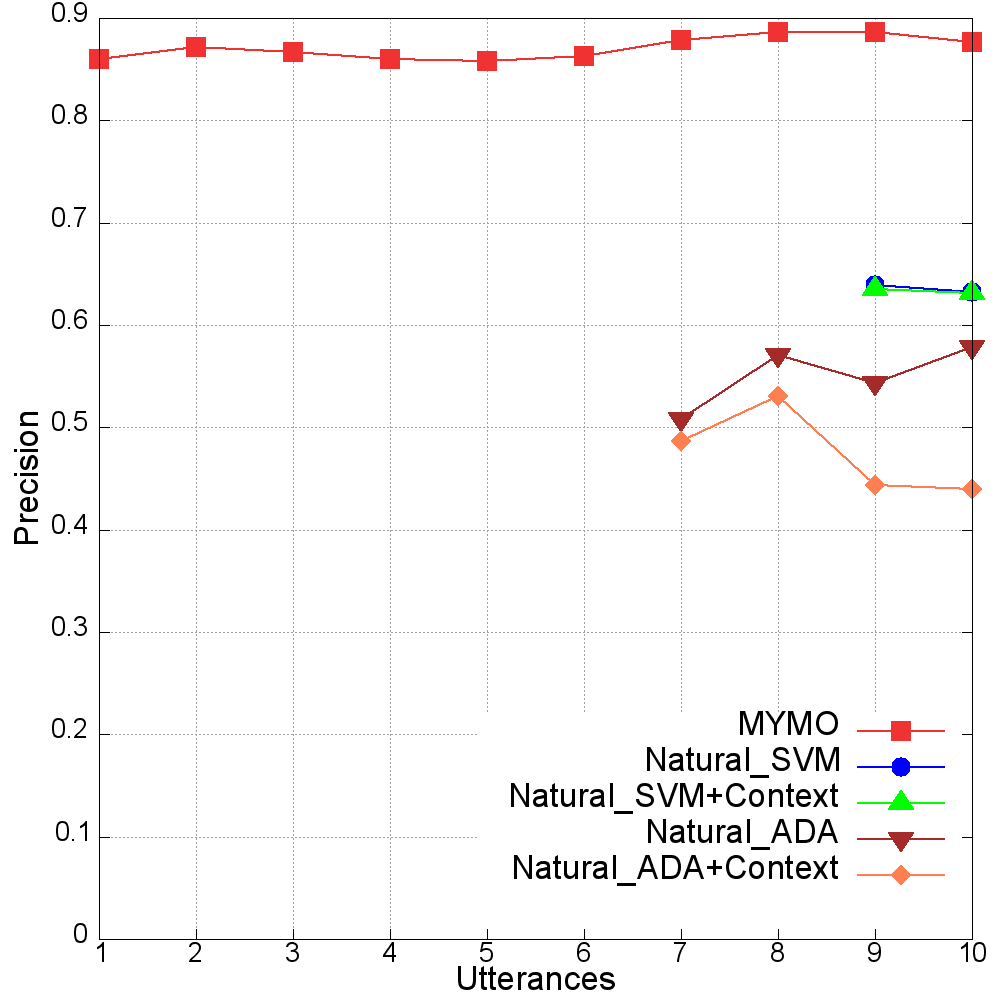 0.9
0.8
0.7
0.6
0.5
0.4
0.3
0.2
0.1
0
Precision
1 2 3 4 5 6 7 8 9 10
Utterances
MYMO
Natural_SVM
Natural_SVM+Context
Natural_ADA
Natural_ADA+Context